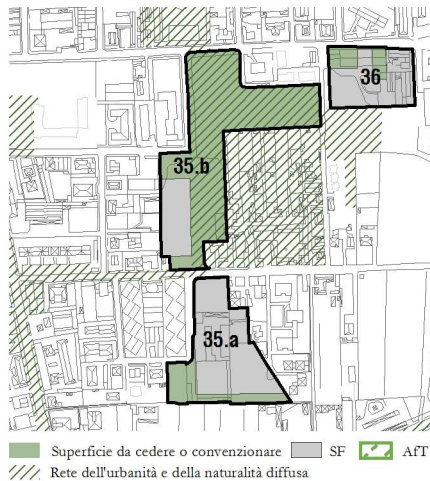 36
35.b
35.a
Superficie da cedere o convenzionare SF AfT
Rete dell'urbanità e della naturalità diffusa